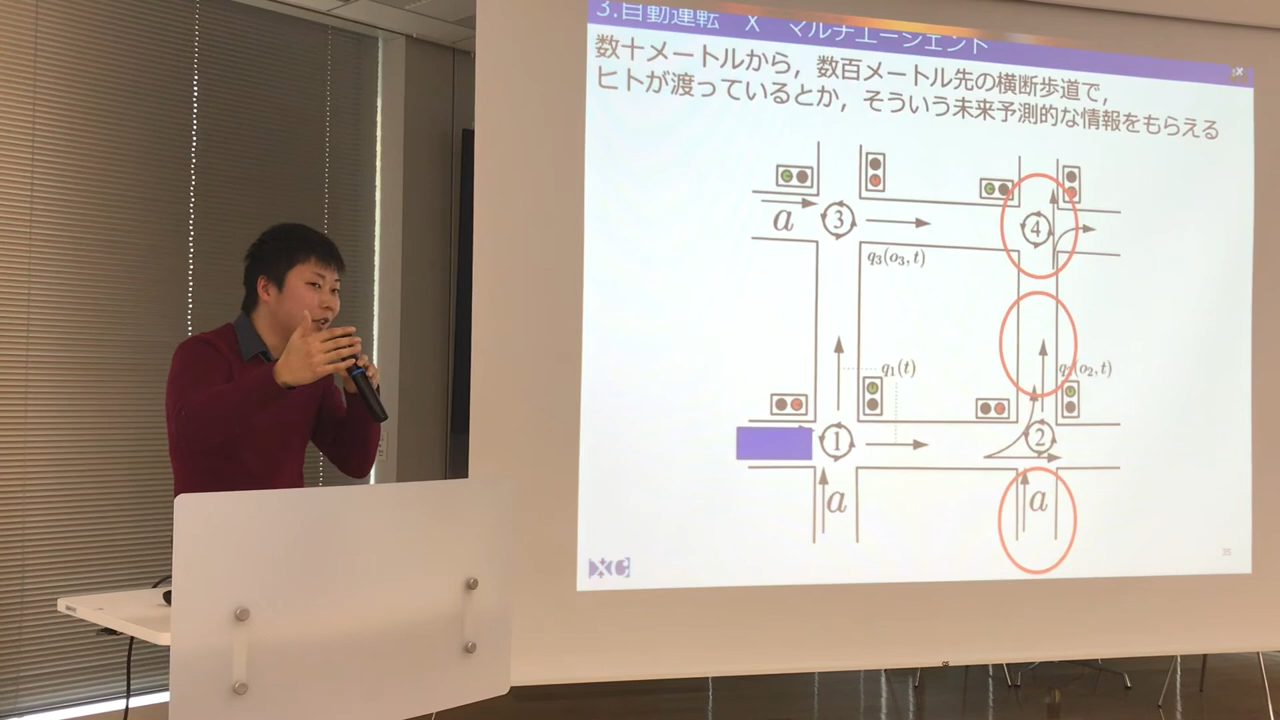 3.自動運転 X マルチエージェント
数十メートルから，数百メートル先の横断歩道で，
ヒトが渡っているとか，そういう未来予測的な情報をもらえる
a
3
4
q₃(o₃, t)
q₁(t)
(o₂, t)
1
2
a
a
35